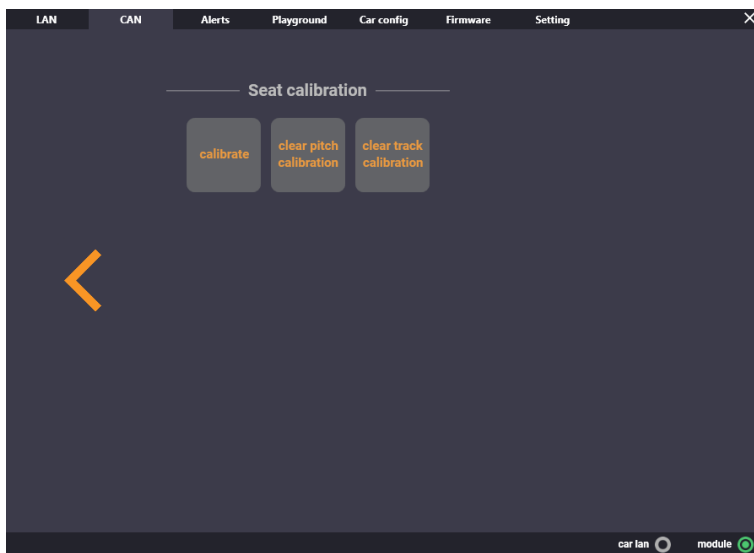 LAN CAN Alerts Playground Car config Firmware Setting
Seat calibration
calibrate
clear pitch
calibration
clear track
calibration
car lan module